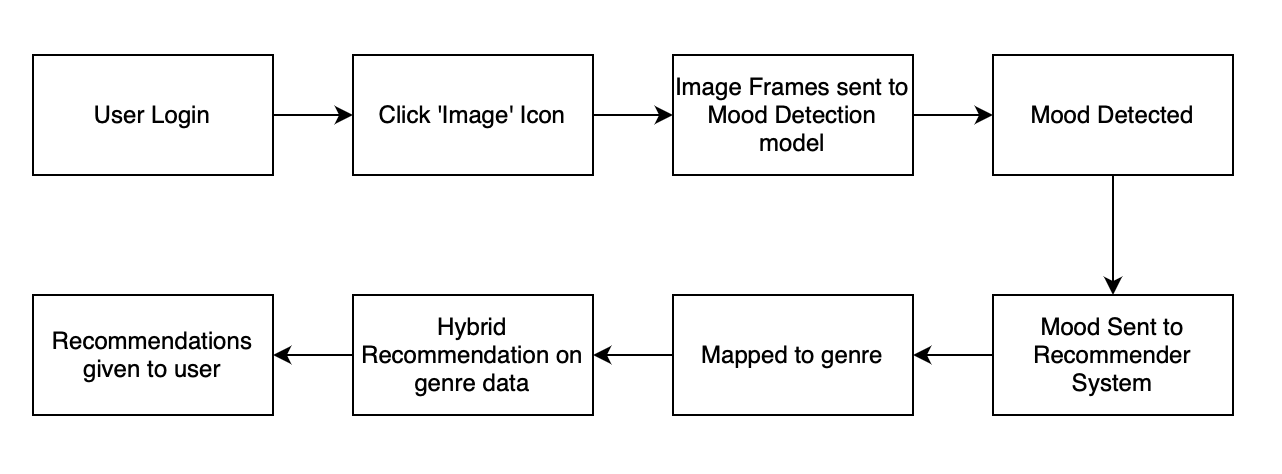 User Login
Click 'Image' Icon
Image Frames sent to
Mood Detection
model
Mood Detected
Recommendations
given to user
Hybrid
Recommendation on
genre data
Mapped to genre
Mood Sent to
Recommender
System